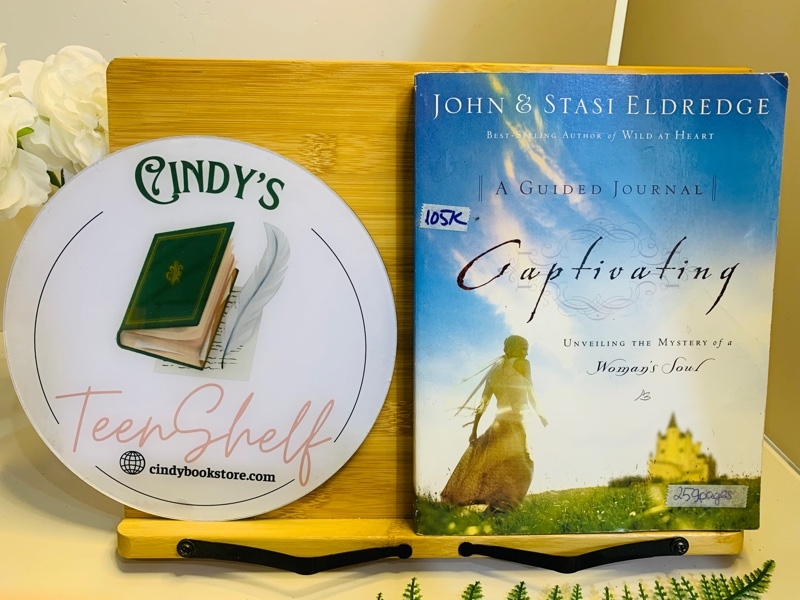 CINDY'S
TeenShelf
cindybookstore.com
JOHN & STASI ELDREDGE
BEST-SELLING AUTHOR of WILD AT HEART
A GUIDED JOURNAL
105K
Captivating
UNVEILING THE MYSTERY of a
Woman's Soul
259pages